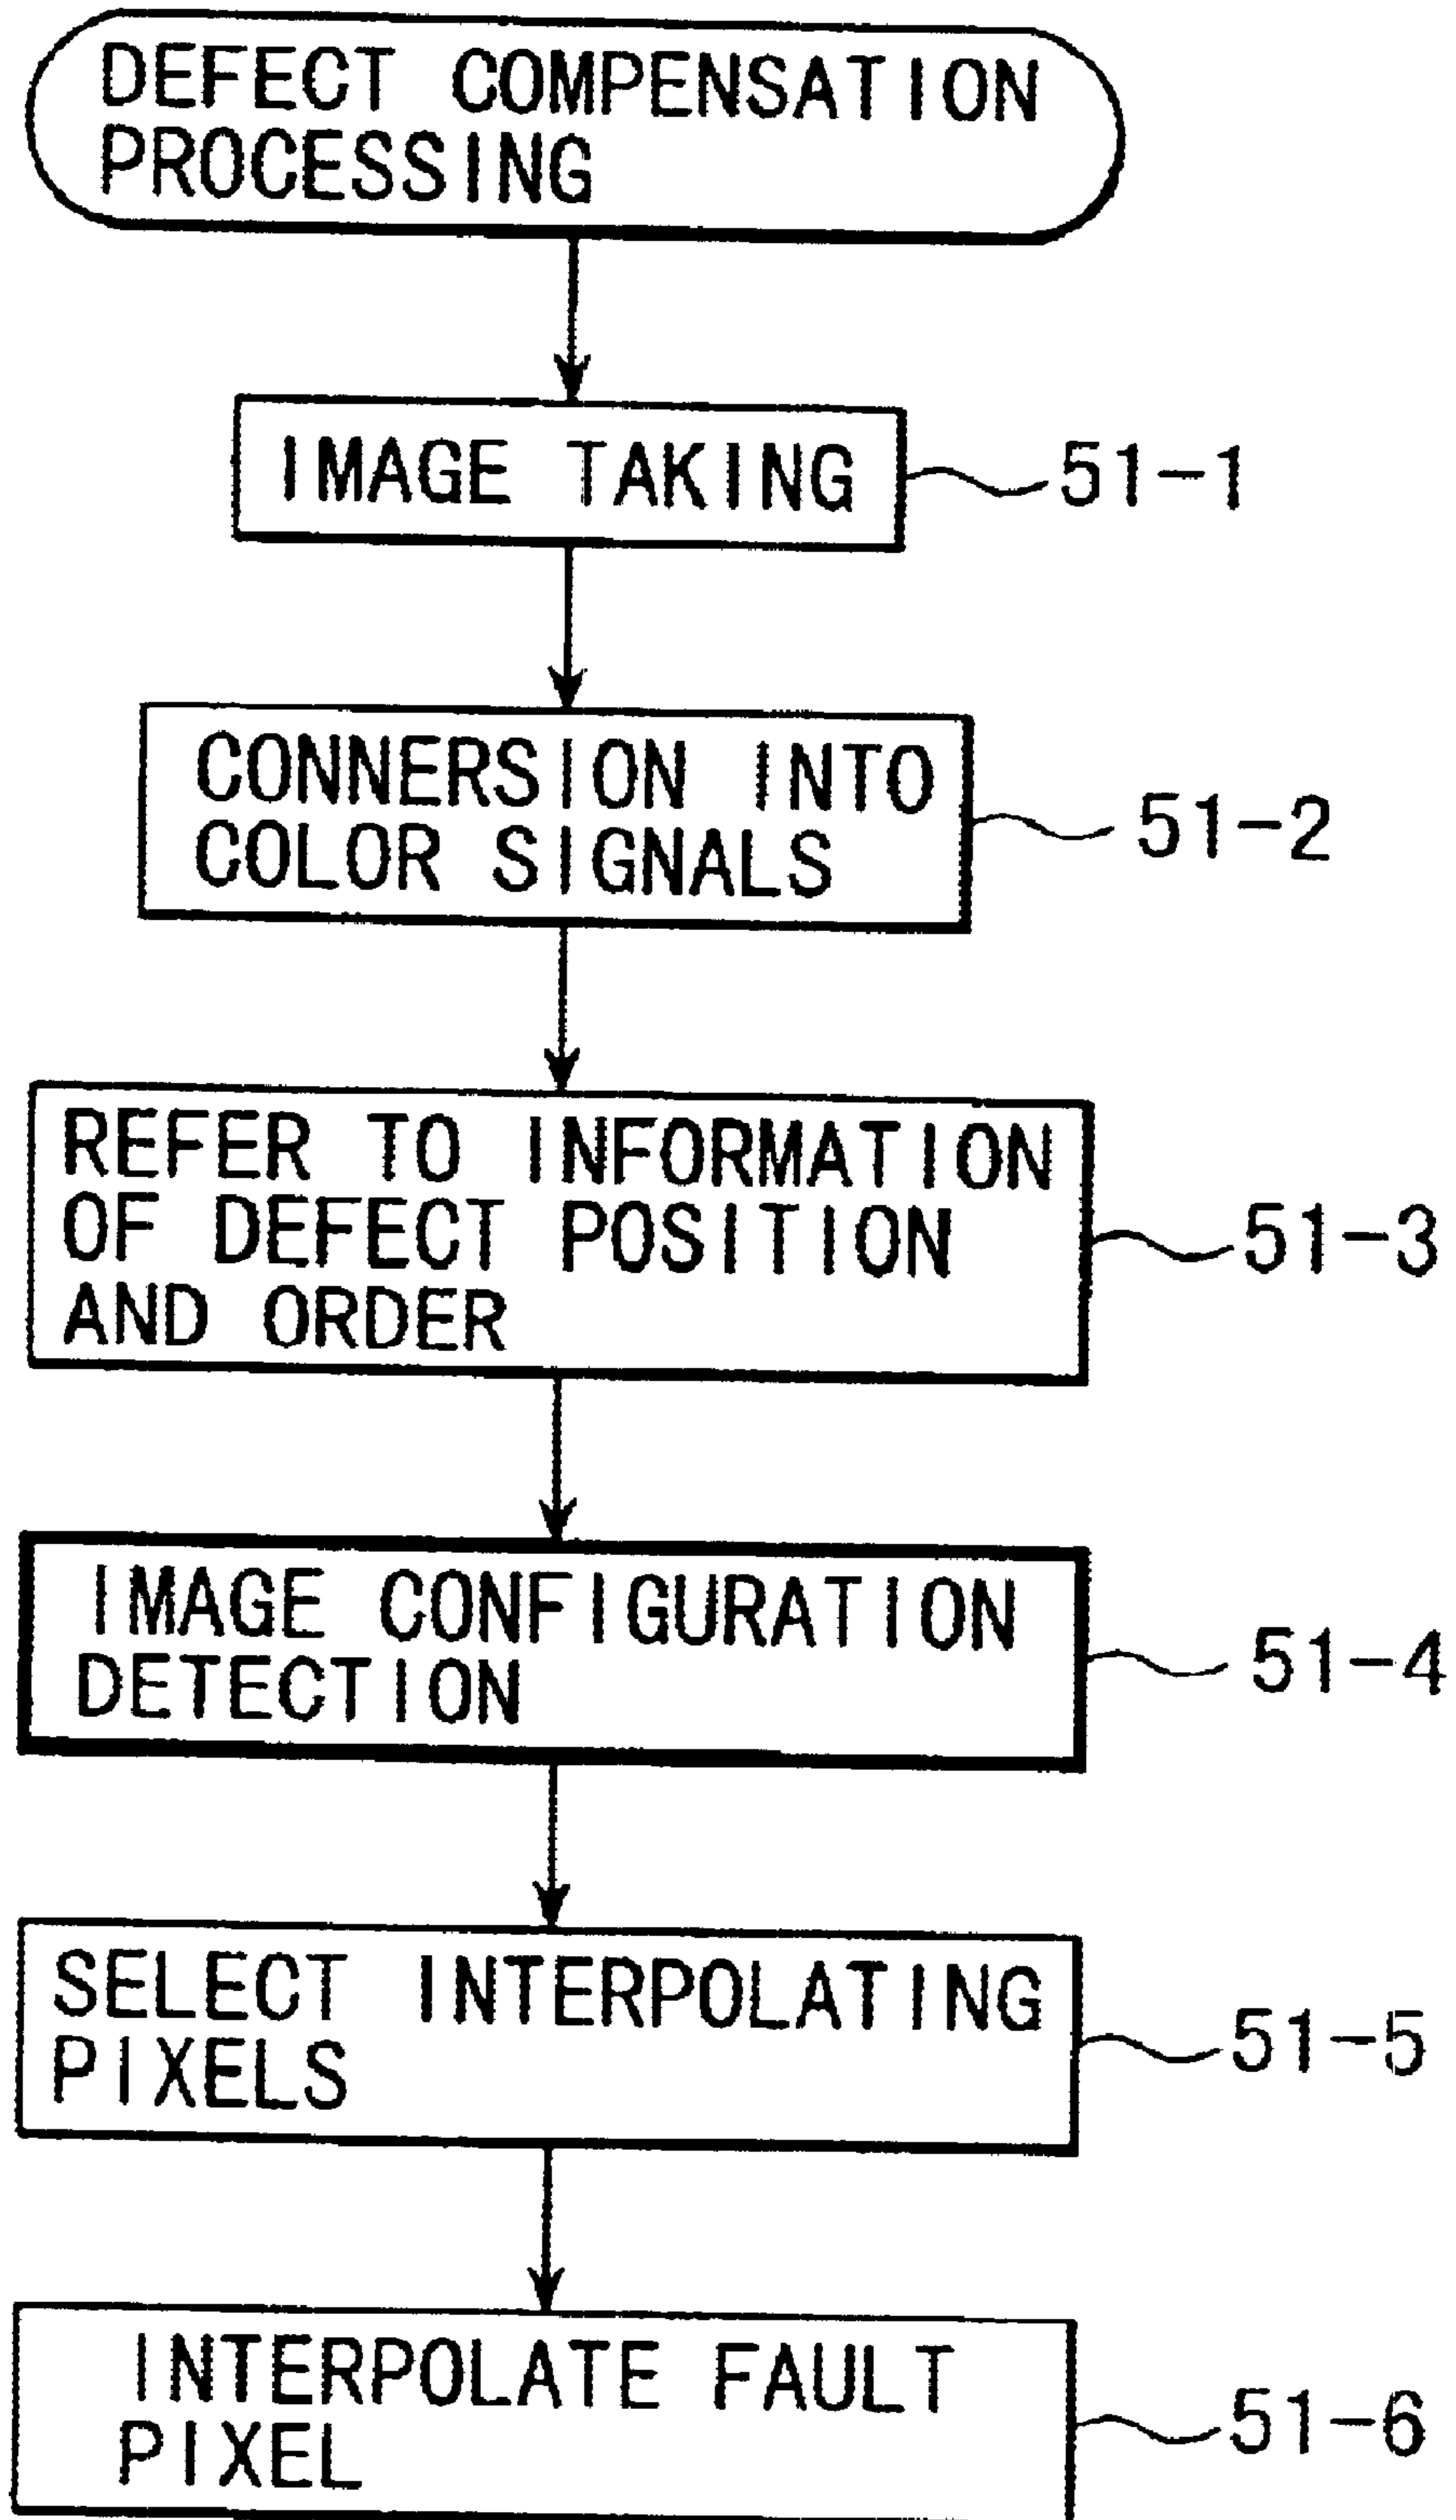 DEFECT COMPENSATION
PROCESSING
IMAGE TAKING
51-1
CONNERSION INTO
COLOR SIGNALS
51-2
REFER TO INFORMATION
OF DEFECT POSITION
AND ORDER
51-3
IMAGE CONFIGURATION
DETECTION
51-4
SELECT INTERPOLATING
PIXELS
51-5
INTERPOLATE FAULT
PIXEL
51-6